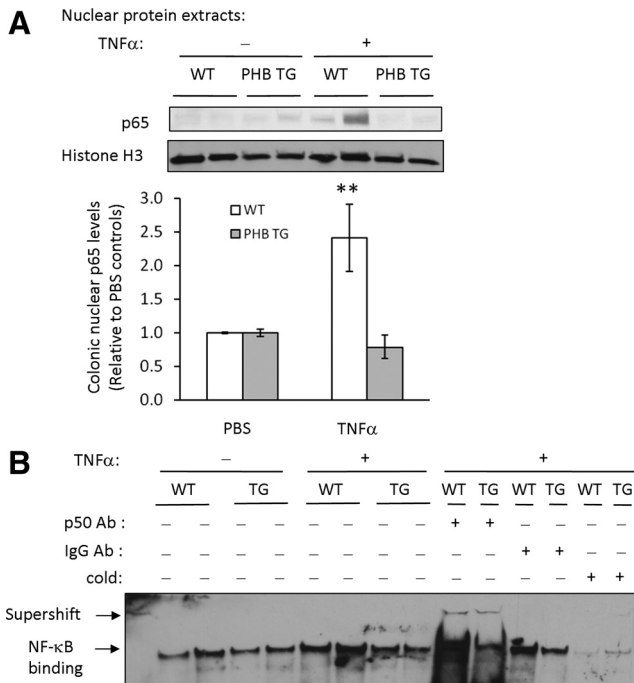 A
Nuclear protein extracts:
TNFα: – +
WT PHB TG WT PHB TG
p65
Histone H3
Colonic nuclear p65 levels
(Relative to PBS controls)
3.0
2.5
2.0
1.5
1.0
0.5
0.0
**
WT
PHB TG
PBS TNFα
B
TNFα: – + +
WT TG WT TG WT TG WT TG WT TG
p50 Ab : – – – – – – – – + + – – – –
IgG Ab : – – – – – – – – – – + + – –
cold: – – – – – – – – – – – – + +
Supershift
NF-κB
binding